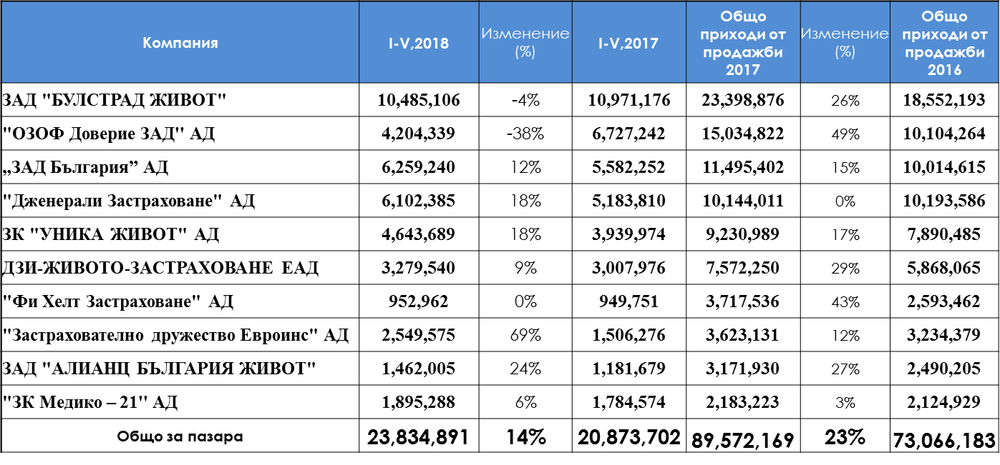 Компания I-V,2018 Изменение (%) I-V,2017 Общо приходи от продажби 2017 Изменение (%) Общо приходи от продажби 2016
ЗАД "БУЛСТРАД ЖИВОТ" 10,485,106 -4% 10,971,176 23,398,876 26% 18,552,193
"ОЗОФ Доверие ЗАД" АД 4,204,339 -38% 6,727,242 15,034,822 49% 10,104,264
„ЗАД България” АД 6,259,240 12% 5,582,252 11,495,402 15% 10,014,615
"Дженерали Застраховане" АД 6,102,385 18% 5,183,810 10,144,011 0% 10,193,586
ЗК "УНИКА ЖИВОТ" АД 4,643,689 18% 3,939,974 9,230,989 17% 7,890,485
ДЗИ-ЖИВОТО-ЗАСТРАХОВАНЕ ЕАД 3,279,540 9% 3,007,976 7,572,250 29% 5,868,065
"Фи Хелт Застраховане" АД 952,962 0% 949,751 3,717,536 43% 2,593,462
"Застрахователно дружество Евроинс" АД 2,549,575 69% 1,506,276 3,623,131 12% 3,234,379
ЗАД "АЛИАНЦ БЪЛГАРИЯ ЖИВОТ" 1,462,005 24% 1,181,679 3,171,930 27% 2,490,205
"ЗК Медико – 21" АД 1,895,288 6% 1,784,574 2,183,223 3% 2,124,929
Общо за пазара 23,834,891 14% 20,873,702 89,572,169 23% 73,066,183